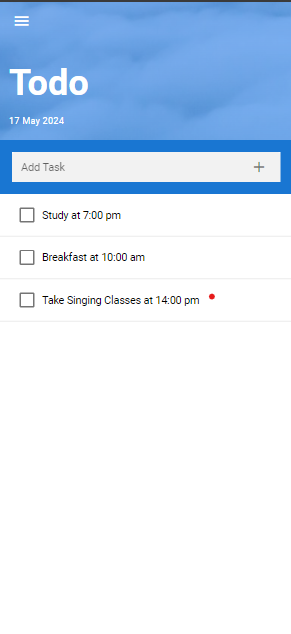 Todo
17 May 2024
Add Task
Study at 7:00 pm
Breakfast at 10:00 am
Take Singing Classes at 14:00 pm